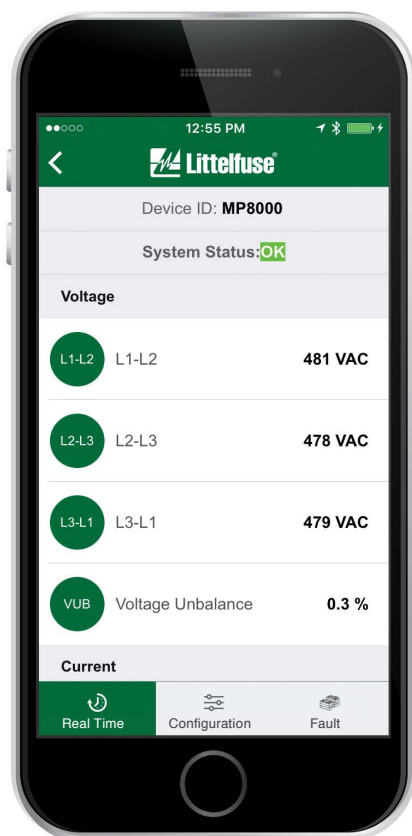 12:55 PM
Littelfuse®
Device ID: MP8000
System Status:OK
Voltage
L1-L2 L1-L2 481 VAC
L2-L3 L2-L3 478 VAC
L3-L1 L3-L1 479 VAC
VUB Voltage Unbalance 0.3 %
Current
Real Time Configuration Fault